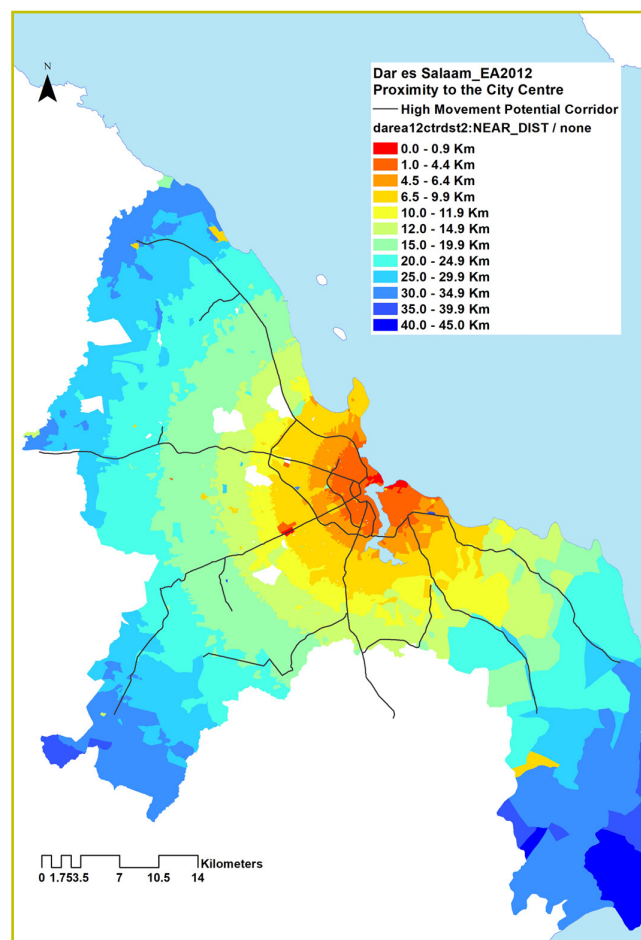 N
Dar es Salaam_EA2012
Proximity to the City Centre
High Movement Potential Corridor
darea12ctrdst2:NEAR_DIST / none
0.0 - 0.9 Km
1.0 - 4.4 Km
4.5 - 6.4 Km
6.5 - 9.9 Km
10.0 - 11.9 Km
12.0 - 14.9 Km
15.0 - 19.9 Km
20.0 - 24.9 Km
25.0 - 29.9 Km
30.0 - 34.9 Km
35.0 - 39.9 Km
40.0 - 45.0 Km
Kilometers
0 1.753.5 7 10.5 14